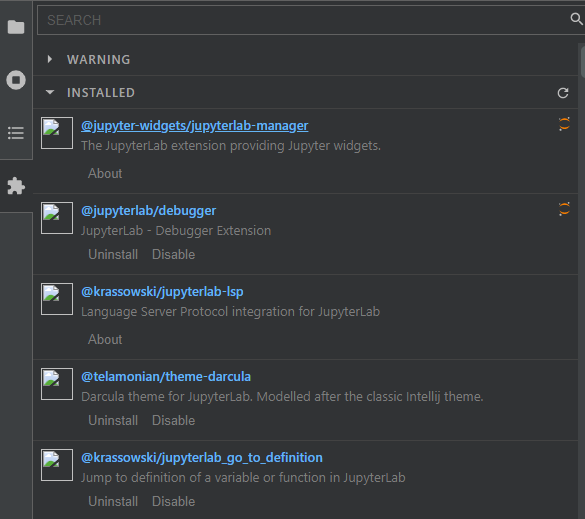 SEARCH
WARNING
INSTALLED
@jupyter-widgets/jupyterlab-manager
The JupyterLab extension providing Jupyter widgets.
About
@jupyterlab/debugger
JupyterLab - Debugger Extension
Uninstall Disable
@krassowski/jupyterlab-lsp
Language Server Protocol integration for JupyterLab
About
@telamonian/theme-darcula
Darcula theme for JupyterLab. Modelled after the classic Intellij theme.
Uninstall Disable
@krassowski/jupyterlab_go_to_definition
Jump to definition of a variable or function in JupyterLab
Uninstall Disable